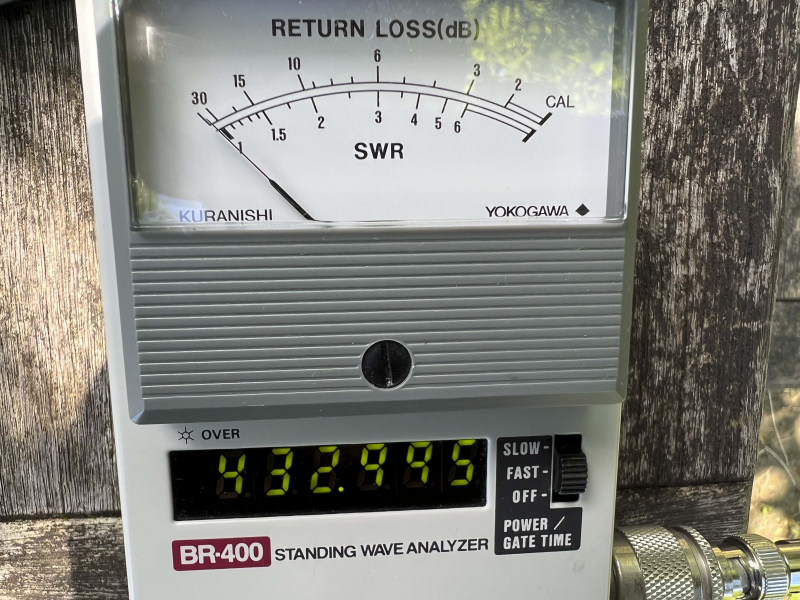 RETURN LOSS(dB)
30 15 10 6 3 2 CAL
1 1.5 2 3 4 5 6
SWR
KURANISHI YOKOGAWA
OVER
432.995
SLOW
FAST
OFF
POWER /
GATE TIME
BR-400 STANDING WAVE ANALYZER